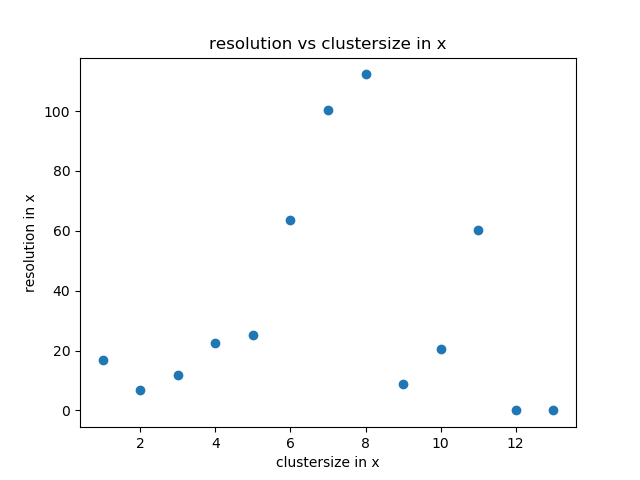 resolution vs clustersize in x
100
80
60
40
20
0
resolution in x
2 4 6 8 10 12
clustersize in x